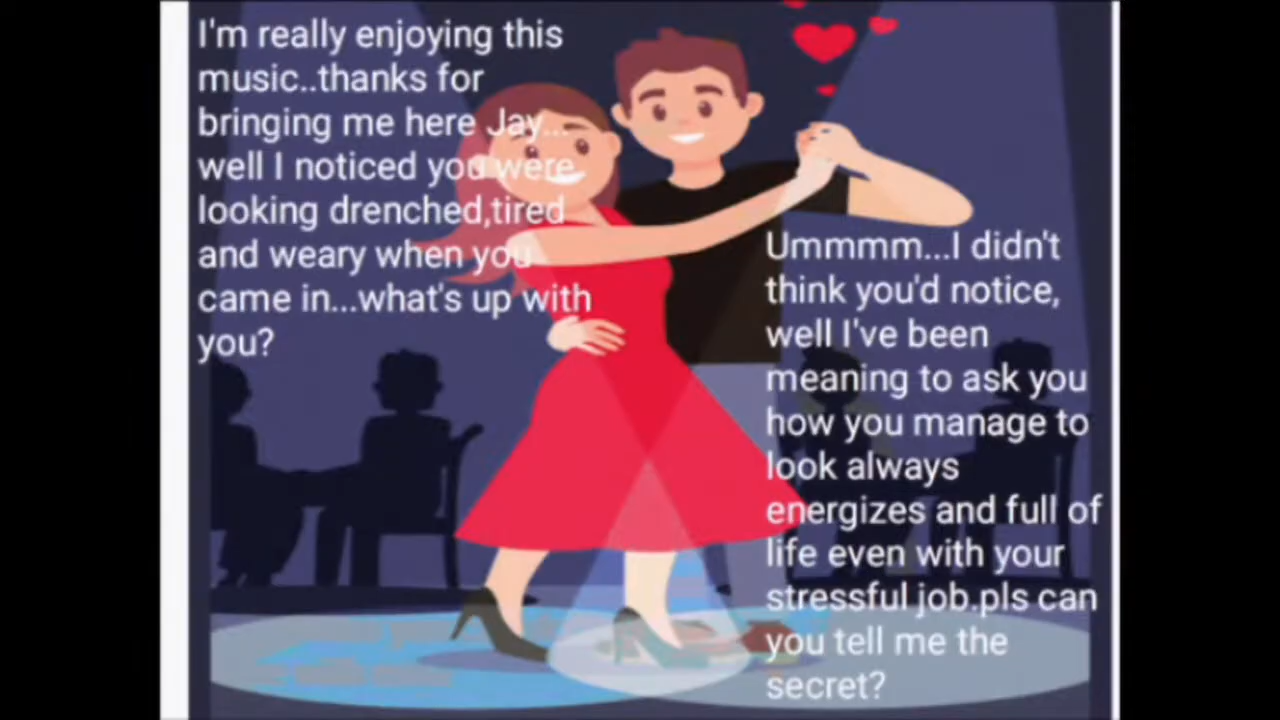 I'm really enjoying this
music..thanks for
bringing me here Jay...
well I noticed you were
looking drenched,tired
and weary when you
came in...what's up with
you?
Ummmm...I didn't
think you'd notice,
well I've been
meaning to ask you
how you manage to
look always
energizes and full of
life even with your
stressful job.pls can
you tell me the
secret?